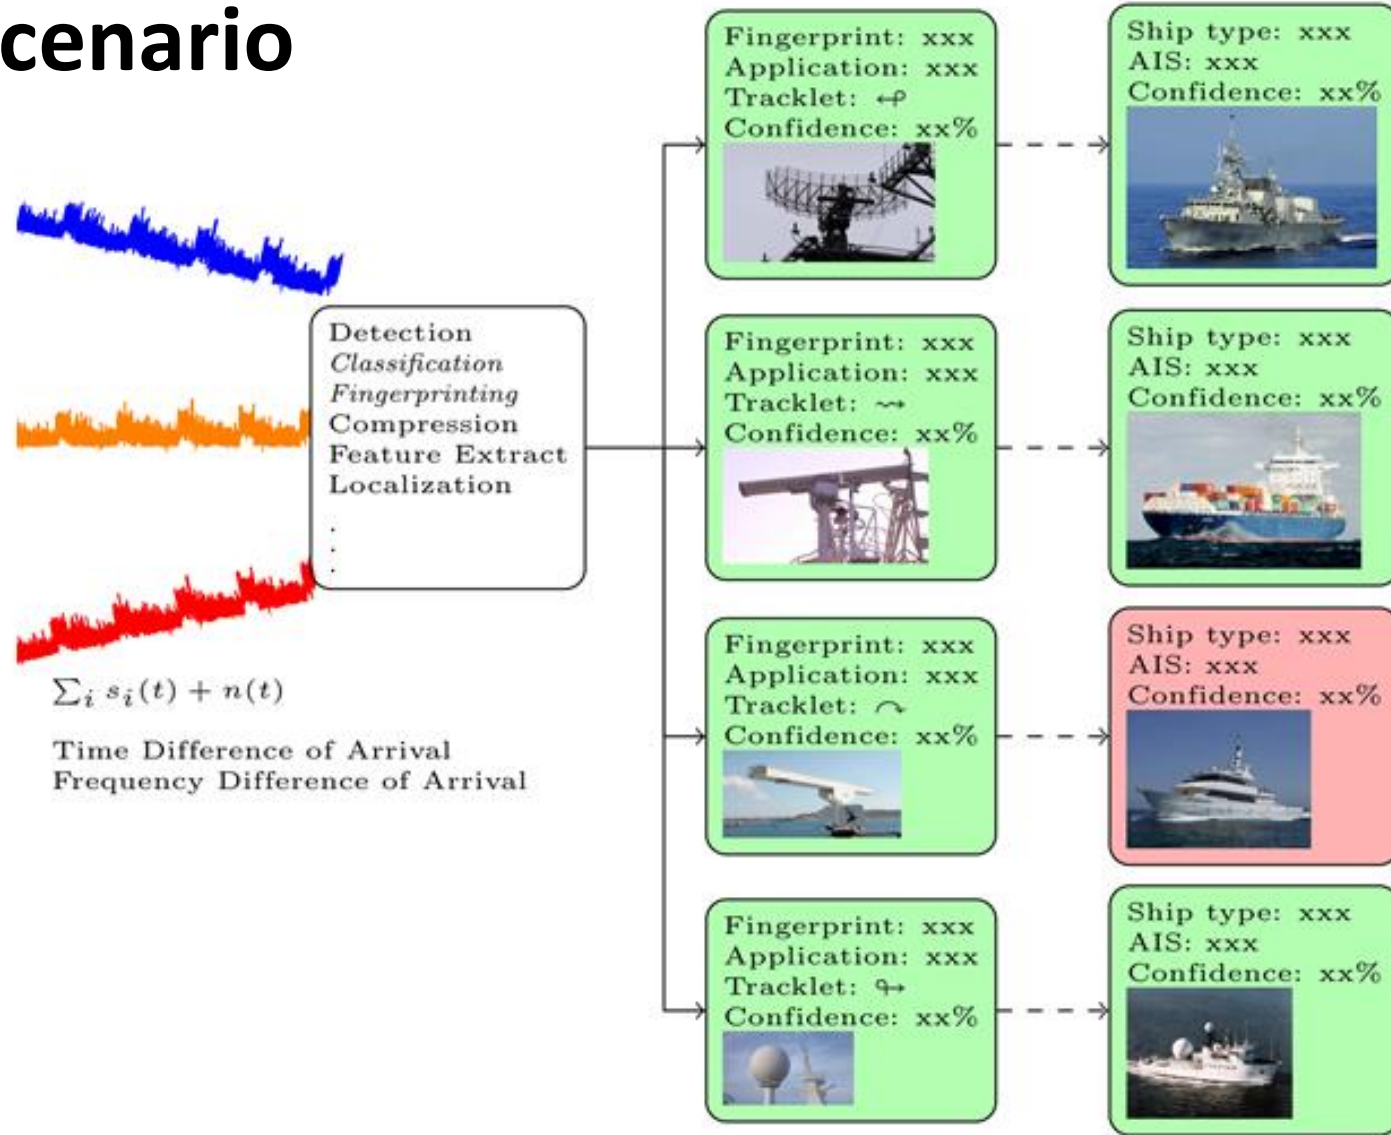 cenario
Detection
Classification
Fingerprinting
Compression
Feature Extract
Localization
.
.
.
∑i si(t) + n(t)
Time Difference of Arrival
Frequency Difference of Arrival
Fingerprint: xxx
Application: xxx
Tracklet: ↫
Confidence: xx%
Ship type: xxx
AIS: xxx
Confidence: xx%
Fingerprint: xxx
Application: xxx
Tracklet: ⇝
Confidence: xx%
Ship type: xxx
AIS: xxx
Confidence: xx%
Fingerprint: xxx
Application: xxx
Tracklet: ↷
Confidence: xx%
Ship type: xxx
AIS: xxx
Confidence: xx%
Fingerprint: xxx
Application: xxx
Tracklet: ↬
Confidence: xx%
Ship type: xxx
AIS: xxx
Confidence: xx%